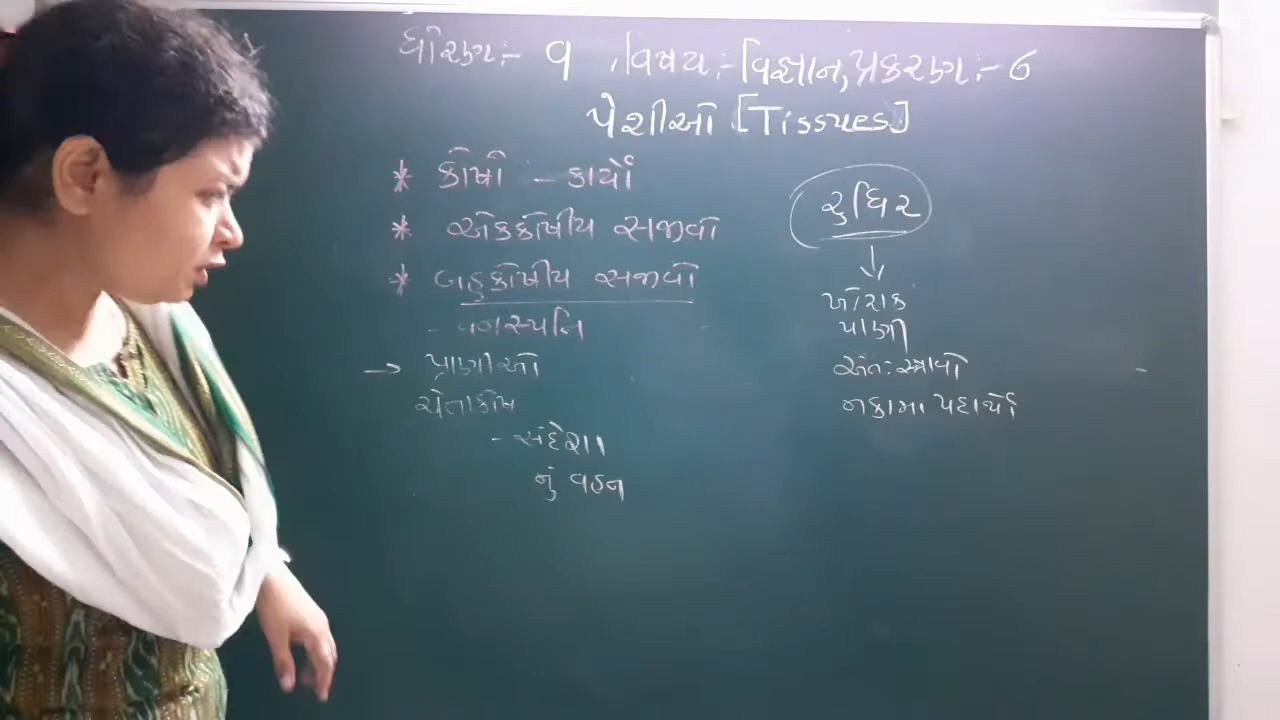 ધોરણ:- ૯ , વિષય:- વિજ્ઞાન, પ્રકરણ:- ૬
પેશીઓ [Tissues]
* કોષો - કાર્યો
* એકકોષીય સજીવો
* બહુકોષીય સજીવો
- વનસ્પતિ
→ પ્રાણીઓ
ચેતાકોષ
- સંદેશા
નું વહન
રુધિર
↓
ખોરાક
પાણી
અંતઃસ્ત્રાવો
નકામા પદાર્થો